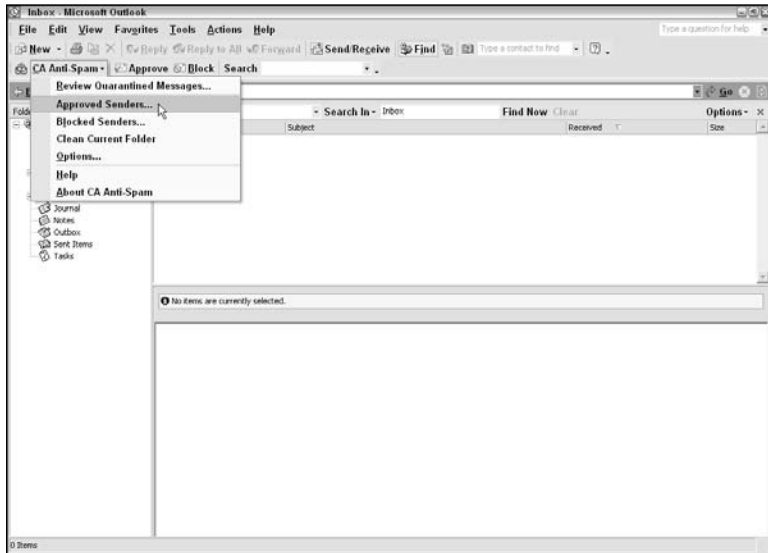 Inbox - Microsoft Outlook
File Edit View Favorites Tools Actions Help Type a question for help
New Reply Reply to All Forward Send/Receive Find Type a contact to find
CA Anti-Spam Approve Block Search
Review Quarantined Messages...
Go
Approved Senders...
Search In Inbox Find Now Clear Options
Blocked Senders...
Subject Received Size
Clean Current Folder
Options...
Help
About CA Anti-Spam
Journal
Notes
Outbox
Sent Items
Tasks
No items are currently selected.
0 Items